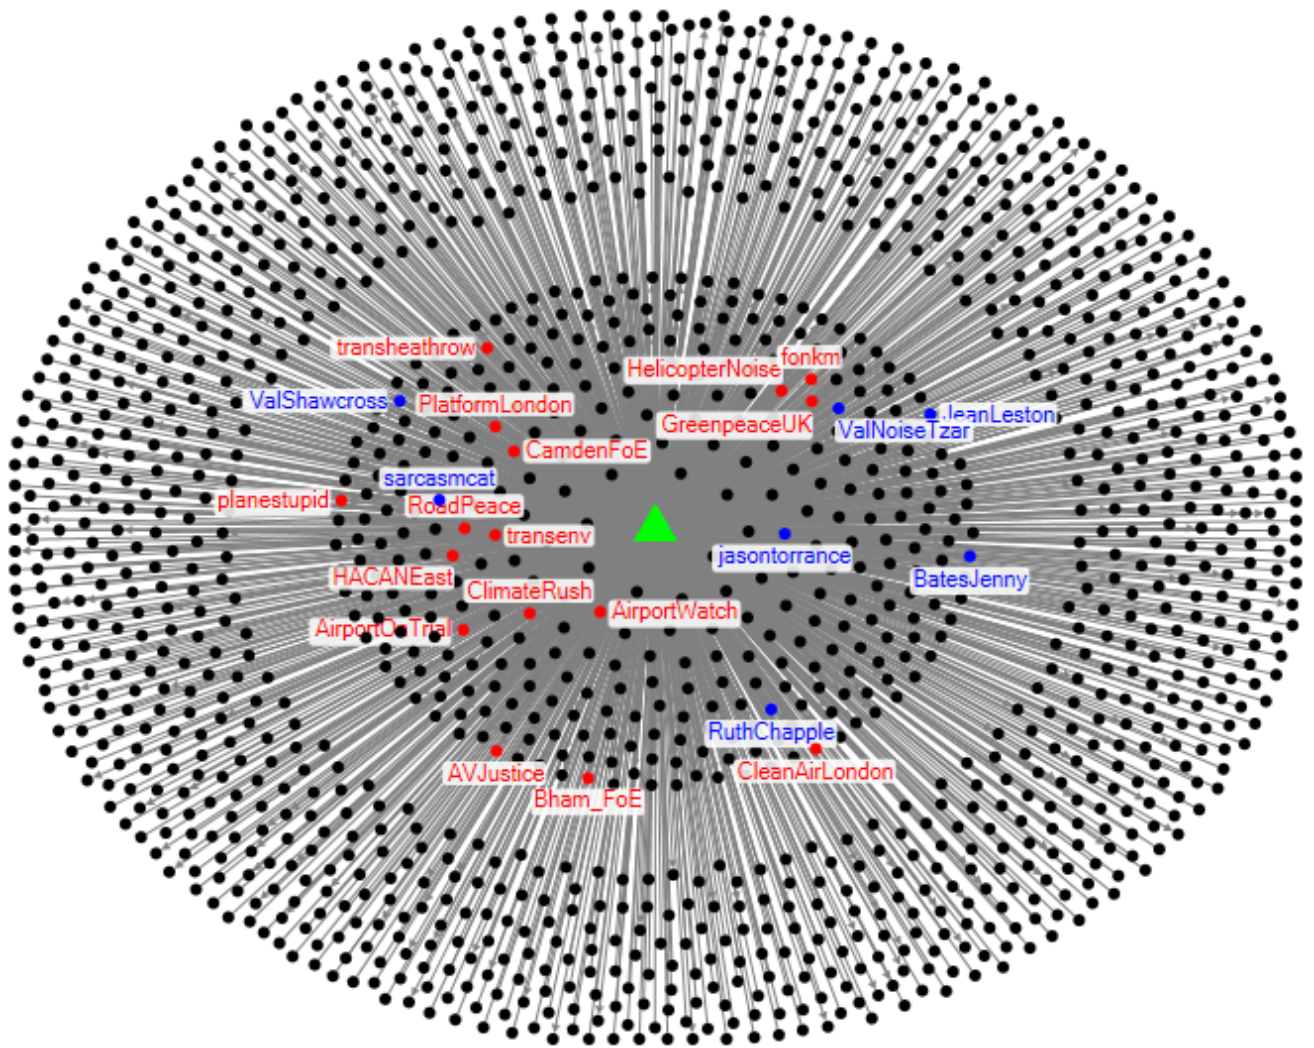 transheathrow
fonkm
HelicopterNoise
ValShawcross
PlatformLondon
GreenpeaceUK
JeanLeston
ValNoiseTzar
CamdenFoE
sarcasmcat
planestupid
RoadPeace
transenv
jasontorrance
HACANEast
BatesJenny
ClimateRush
AirportWatch
AirportOnTrial
RuthChapple
AVJustice
CleanAirLondon
Bham_FoE